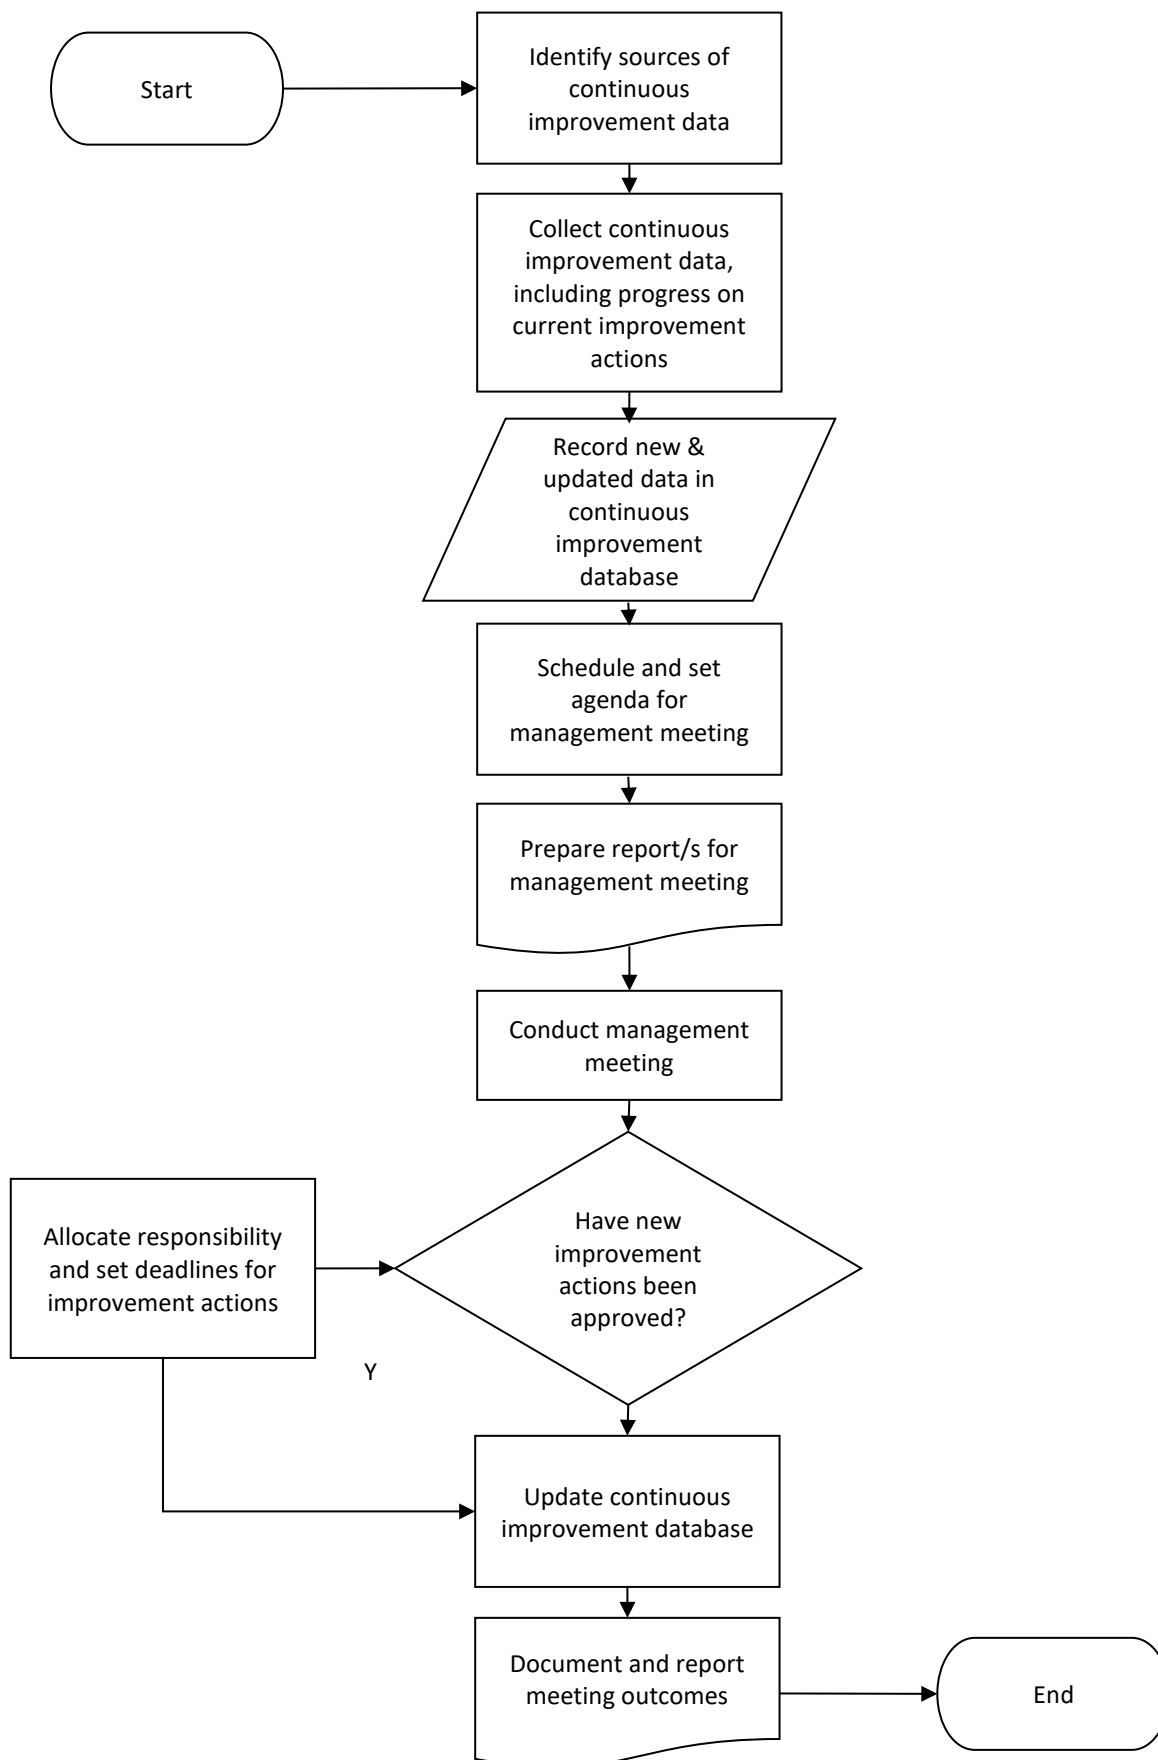 Start
Identify sources of
continuous
improvement data
Collect continuous
improvement data,
including progress on
current improvement
actions
Record new &
updated data in
continuous
improvement
database
Schedule and set
agenda for
management meeting
Prepare report/s for
management meeting
Conduct management
meeting
Have new
improvement
actions been
approved?
Allocate responsibility
and set deadlines for
improvement actions
Y
Update continuous
improvement database
Document and report
meeting outcomes
End